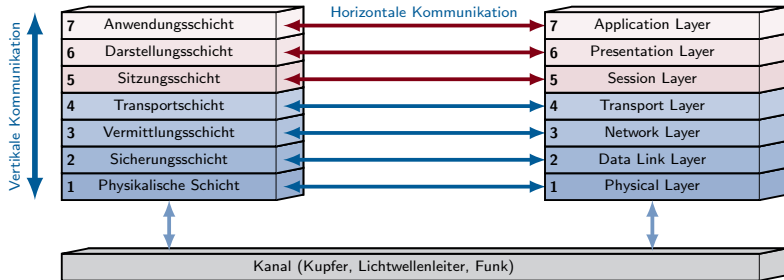 Horizontale Kommunikation
Vertikale Kommunikation
7 Anwendungsschicht
6 Darstellungsschicht
5 Sitzungsschicht
4 Transportschicht
3 Vermittlungsschicht
2 Sicherungsschicht
1 Physikalische Schicht
7 Application Layer
6 Presentation Layer
5 Session Layer
4 Transport Layer
3 Network Layer
2 Data Link Layer
1 Physical Layer
Kanal (Kupfer, Lichtwellenleiter, Funk)